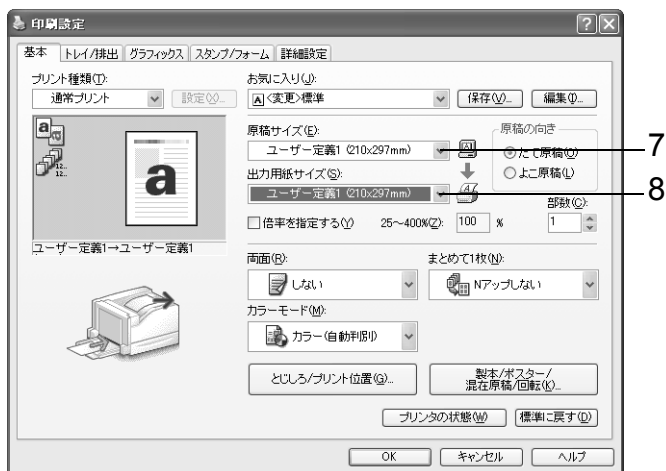 印刷設定
基本 トレイ/排出 グラフィックス スタンプ/フォーム 詳細設定
プリント種類(T):
通常プリント 設定(X)...
a
12..
12..
a
ユーザー定義1→ユーザー定義1
お気に入り(J):
A <変更>標準 保存(V)... 編集(I)...
原稿サイズ(E):
ユーザー定義1 (210x297mm)
7
出力用紙サイズ(S):
ユーザー定義1 (210x297mm)
8
原稿の向き
たて原稿(O)
よこ原稿(L)
倍率を指定する(Y) 25～400%(Z): 100 %
部数(C):
1
両面(R):
しない
まとめて1枚(N):
Nアップしない
カラーモード(M):
カラー(自動判別)
とじしろ/プリント位置(G)...
製本/ポスター/
混在原稿/回転(K)...
プリンタの状態(W) 標準に戻す(D)
OK キャンセル ヘルプ